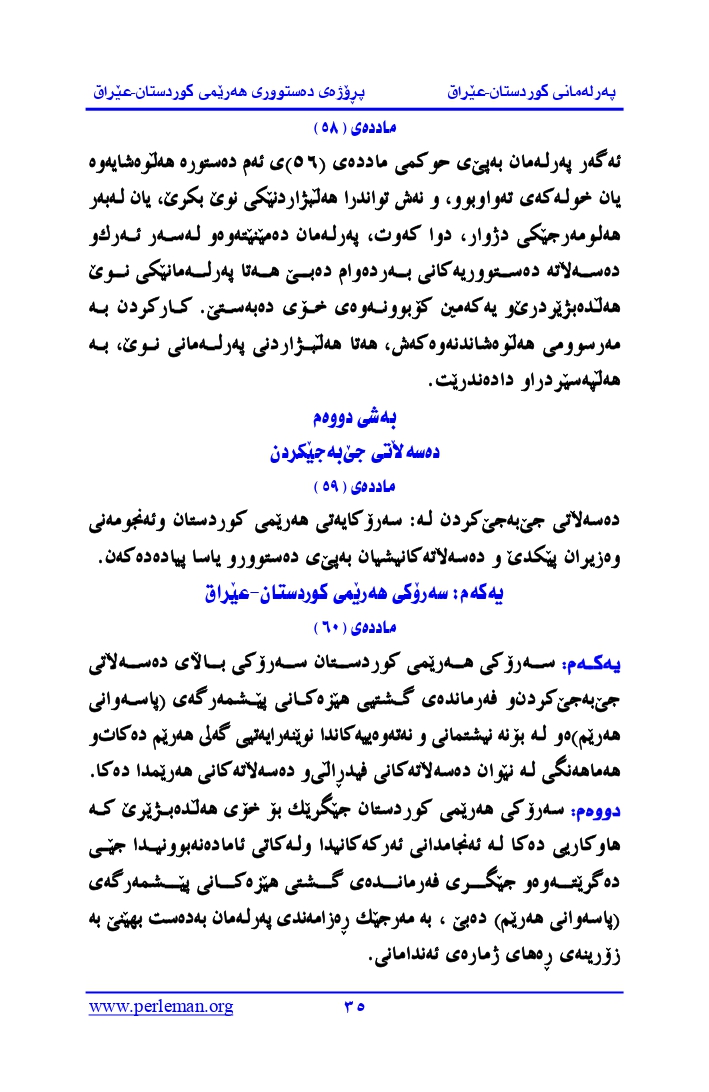 پەرلەمانی کوردستان-عێراق پڕۆژەی دەستووری هەرێمی کوردستان-عێراق
ماددەی (٥٨)
ئەگەر پەرلەمان بەپێی حوکمی ماددەی (٥٦)ی ئەم دەستورە هەڵوەشایەوە
یان خولەکەی تەواوبوو، و نەش تواندرا هەڵبژاردنێکی نوێ بکرێ، یان لەبەر
هەلومەرجێکی دژوار، دوا کەوت، پەرلەمان دەمێنێتەوەو لەسەر ئەرکو
دەسەلاتە دەستووریەکانی بەردەوام دەبێ هەتا پەرلەمانێکی نوێ
هەڵدەبژێردرێو یەکەمین کۆبوونەوەی خۆی دەبەستێ. کارکردن بە
مەرسوومی هەڵوەشاندنەوەکەش، هەتا هەڵبژاردنی پەرلەمانی نوێ، بە
هەڵپەسێردراو دادەندرێت.
بەشی دووەم
دەسەڵاتی جێبەجێکردن
ماددەی (٥٩)
دەسەلاتی جێبەجێکردن لە: سەرۆکایەتی هەرێمی کوردستان وئەنجومەنی
وەزیران پێکدێ و دەسەلاتەکانیشیان بەپێی دەستوورو یاسا پیادەدەکەن.
یەکەم: سەرۆکی هەرێمی کوردستان-عێراق
ماددەی (٦٠)
یەکەم: سەرۆکی هەرێمی کوردستان سەرۆکی باڵای دەسەڵاتی
جێبەجێکردنو فەرماندەی گشتیی هێزەکانی پێشمەرگەی (پاسەوانی
هەرێم)ەو لە بۆنە نیشتمانی و نەتەوەییەکاندا نوێنەرایەتیی گەلی هەرێم دەکاتو
هەماهەنگی لە نێوان دەسەلاتەکانی فیدڕاڵیو دەسەلاتەکانی هەرێمدا دەکا.
دووەم: سەرۆکی هەرێمی کوردستان جێگرێك بۆ خۆی هەڵدەبژێرێ کە
هاوکاریی دەکا لە ئەنجامدانی ئەرکەکانیدا ولەکاتی ئامادەنەبوونیدا جێی
دەگرێتەوەو جێگری فەرماندەی گشتی هێزەکانی پێشمەرگەی
(پاسەوانی هەرێم) دەبێ ، بە مەرجێك ڕەزامەندی پەرلەمان بەدەست بهێنێ بە
زۆرینەی ڕەهای ژمارەی ئەندامانی.
www.perleman.org ٣٥